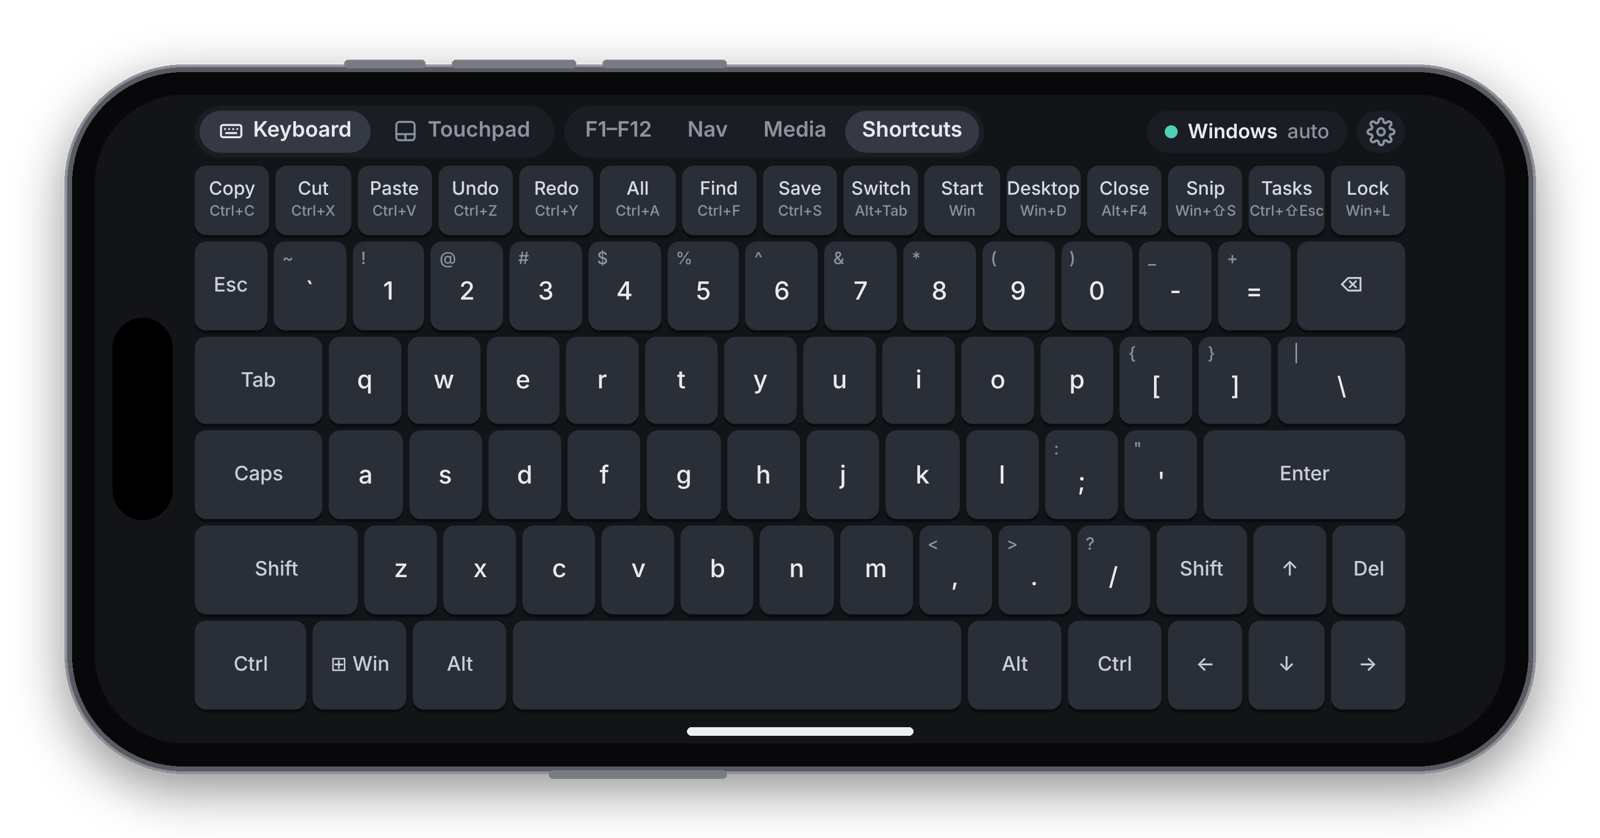 Keyboard Touchpad F1–F12 Nav Media Shortcuts Windows auto
Copy Cut Paste Undo Redo All Find Save Switch Start Desktop Close Snip Tasks Lock
Ctrl+C Ctrl+X Ctrl+V Ctrl+Z Ctrl+Y Ctrl+A Ctrl+F Ctrl+S Alt+Tab Win Win+D Alt+F4 Win+⇧S Ctrl+⇧Esc Win+L
~ ! @ # $ % ^ & * ( ) _ +
Esc ` 1 2 3 4 5 6 7 8 9 0 - = ⌫
{ } |
Tab q w e r t y u i o p [ ] \
: "
Caps a s d f g h j k l ; ' Enter
< > ?
Shift z x c v b n m , . / Shift ↑ Del
Ctrl ⊞ Win Alt Alt Ctrl ← ↓ →